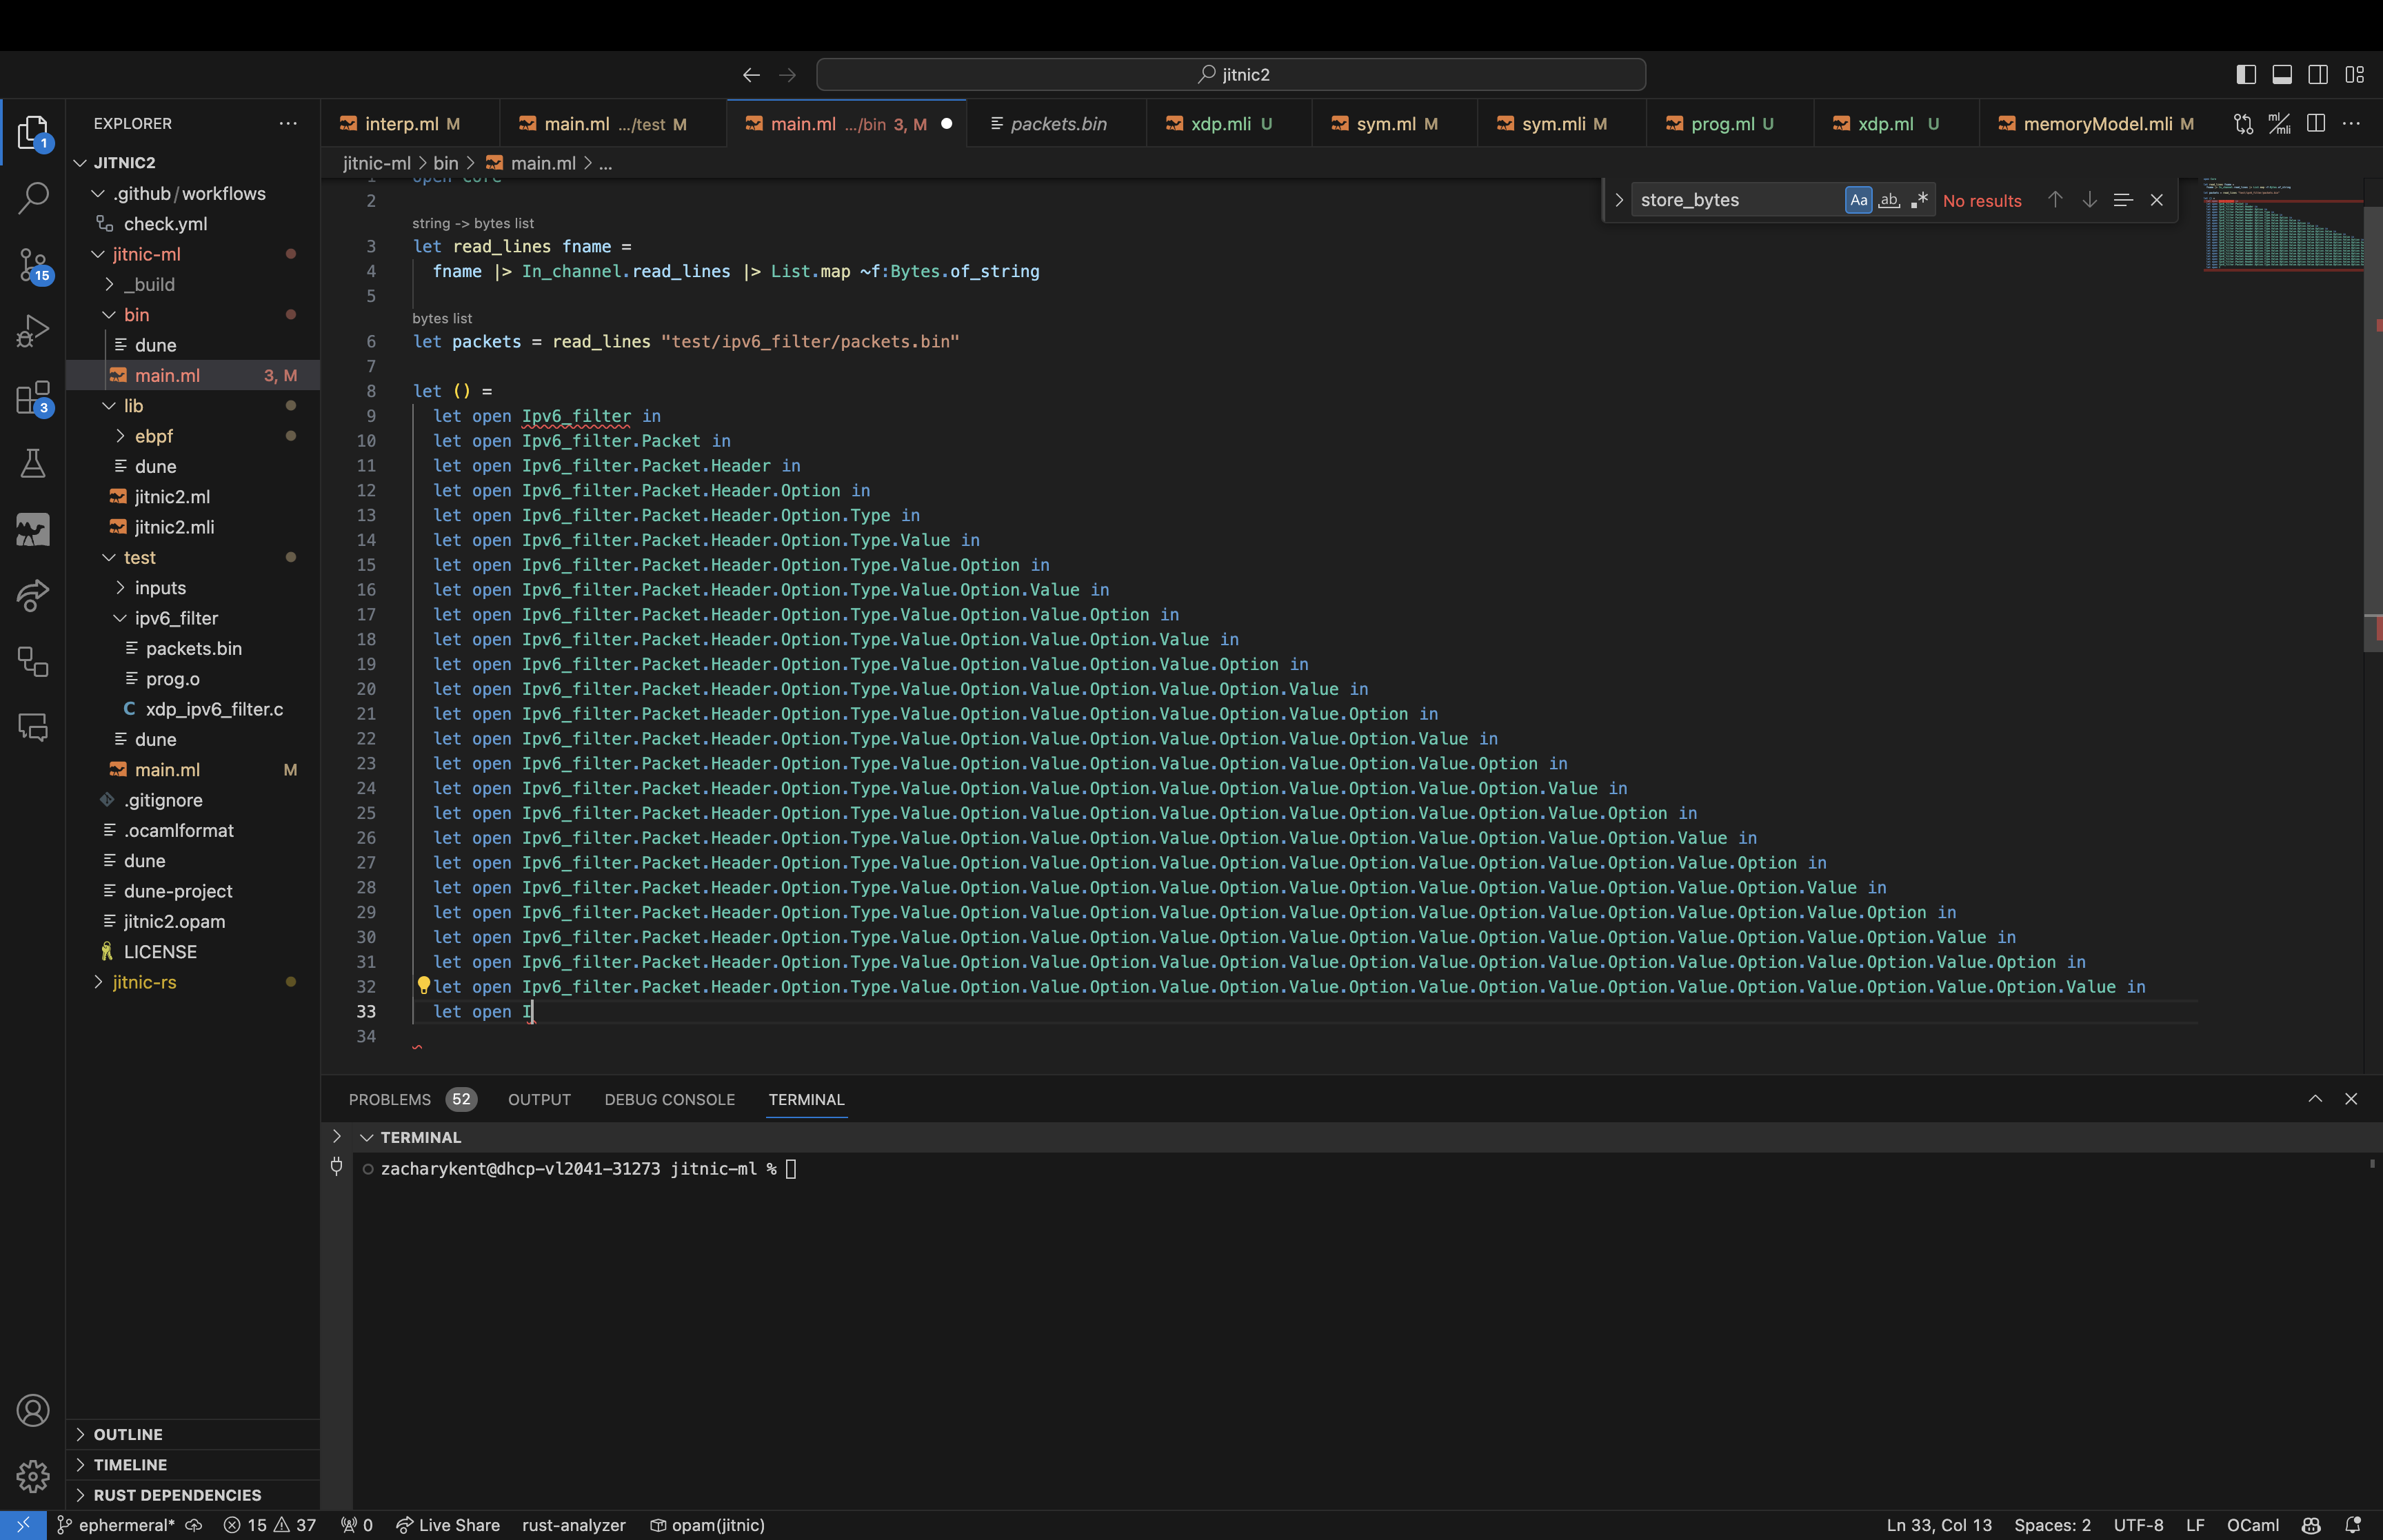 jitnic2
EXPLORER
JITNIC2
.github / workflows
check.yml
jitnic-ml
_build
bin
dune
main.ml 3, M
lib
ebpf
dune
jitnic2.ml
jitnic2.mli
test
inputs
ipv6_filter
packets.bin
prog.o
C xdp_ipv6_filter.c
dune
main.ml M
.gitignore
.ocamlformat
dune
dune-project
jitnic2.opam
LICENSE
jitnic-rs
OUTLINE
TIMELINE
RUST DEPENDENCIES
1
15
3
interp.ml M
main.ml .../test M
main.ml .../bin 3, M
packets.bin
xdp.mli U
sym.ml M
sym.mli M
prog.ml U
xdp.ml U
memoryModel.mli M
ml/mli
jitnic-ml > bin > main.ml > ...
store_bytes Aa ab .* No results
1 open Core
2
string -> bytes list
3 let read_lines fname =
4 fname |> In_channel.read_lines |> List.map ~f:Bytes.of_string
5
bytes list
6 let packets = read_lines "test/ipv6_filter/packets.bin"
7
8 let () =
9 let open Ipv6_filter in
10 let open Ipv6_filter.Packet in
11 let open Ipv6_filter.Packet.Header in
12 let open Ipv6_filter.Packet.Header.Option in
13 let open Ipv6_filter.Packet.Header.Option.Type in
14 let open Ipv6_filter.Packet.Header.Option.Type.Value in
15 let open Ipv6_filter.Packet.Header.Option.Type.Value.Option in
16 let open Ipv6_filter.Packet.Header.Option.Type.Value.Option.Value in
17 let open Ipv6_filter.Packet.Header.Option.Type.Value.Option.Value.Option in
18 let open Ipv6_filter.Packet.Header.Option.Type.Value.Option.Value.Option.Value in
19 let open Ipv6_filter.Packet.Header.Option.Type.Value.Option.Value.Option.Value.Option in
20 let open Ipv6_filter.Packet.Header.Option.Type.Value.Option.Value.Option.Value.Option.Value in
21 let open Ipv6_filter.Packet.Header.Option.Type.Value.Option.Value.Option.Value.Option.Value.Option in
22 let open Ipv6_filter.Packet.Header.Option.Type.Value.Option.Value.Option.Value.Option.Value.Option.Value in
23 let open Ipv6_filter.Packet.Header.Option.Type.Value.Option.Value.Option.Value.Option.Value.Option.Value.Option in
24 let open Ipv6_filter.Packet.Header.Option.Type.Value.Option.Value.Option.Value.Option.Value.Option.Value.Option.Value in
25 let open Ipv6_filter.Packet.Header.Option.Type.Value.Option.Value.Option.Value.Option.Value.Option.Value.Option.Value.Option in
26 let open Ipv6_filter.Packet.Header.Option.Type.Value.Option.Value.Option.Value.Option.Value.Option.Value.Option.Value.Option.Value in
27 let open Ipv6_filter.Packet.Header.Option.Type.Value.Option.Value.Option.Value.Option.Value.Option.Value.Option.Value.Option.Value.Option in
28 let open Ipv6_filter.Packet.Header.Option.Type.Value.Option.Value.Option.Value.Option.Value.Option.Value.Option.Value.Option.Value.Option.Value in
29 let open Ipv6_filter.Packet.Header.Option.Type.Value.Option.Value.Option.Value.Option.Value.Option.Value.Option.Value.Option.Value.Option.Value.Option in
30 let open Ipv6_filter.Packet.Header.Option.Type.Value.Option.Value.Option.Value.Option.Value.Option.Value.Option.Value.Option.Value.Option.Value.Option.Value in
31 let open Ipv6_filter.Packet.Header.Option.Type.Value.Option.Value.Option.Value.Option.Value.Option.Value.Option.Value.Option.Value.Option.Value.Option.Value.Option in
32 let open Ipv6_filter.Packet.Header.Option.Type.Value.Option.Value.Option.Value.Option.Value.Option.Value.Option.Value.Option.Value.Option.Value.Option.Value.Option.Value in
33 let open I
34
PROBLEMS 52 OUTPUT DEBUG CONSOLE TERMINAL
TERMINAL
zacharykent@dhcp-vl2041-31273 jitnic-ml %
ephermeral* 15 37 0 Live Share rust-analyzer opam(jitnic) Ln 33, Col 13 Spaces: 2 UTF-8 LF OCaml